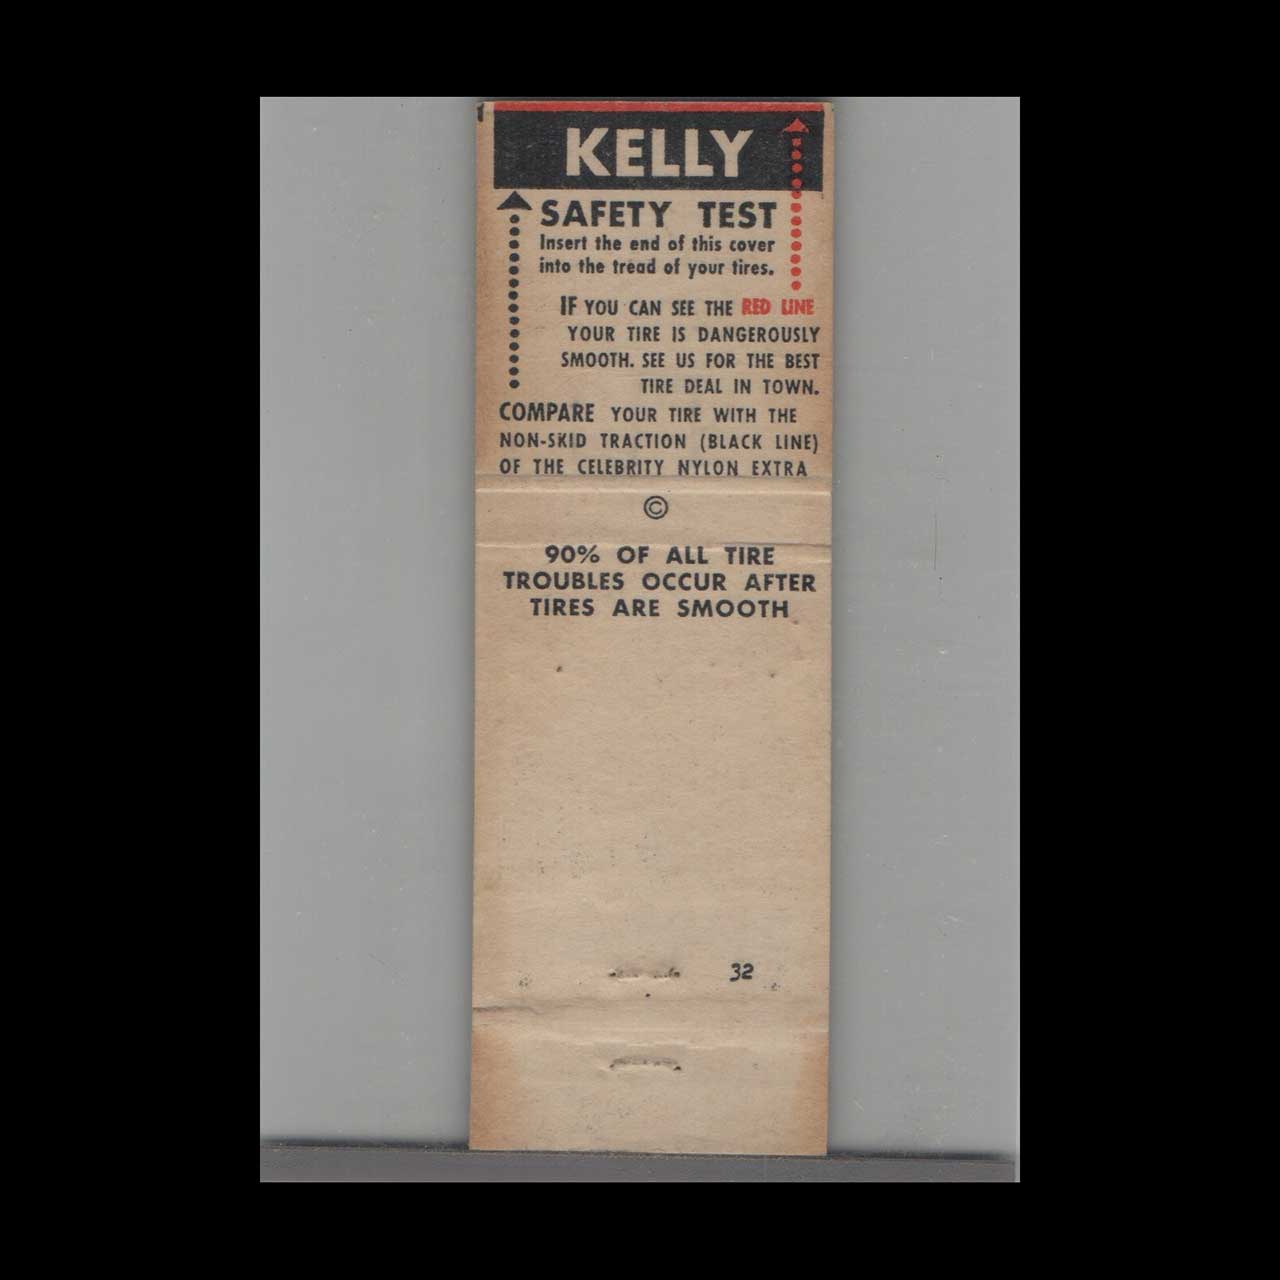 KELLY
SAFETY TEST
Insert the end of this cover
into the tread of your tires.
IF YOU CAN SEE THE RED LINE
YOUR TIRE IS DANGEROUSLY
SMOOTH. SEE US FOR THE BEST
TIRE DEAL IN TOWN.
COMPARE YOUR TIRE WITH THE
NON-SKID TRACTION (BLACK LINE)
OF THE CELEBRITY NYLON EXTRA
©
90% OF ALL TIRE
TROUBLES OCCUR AFTER
TIRES ARE SMOOTH
32